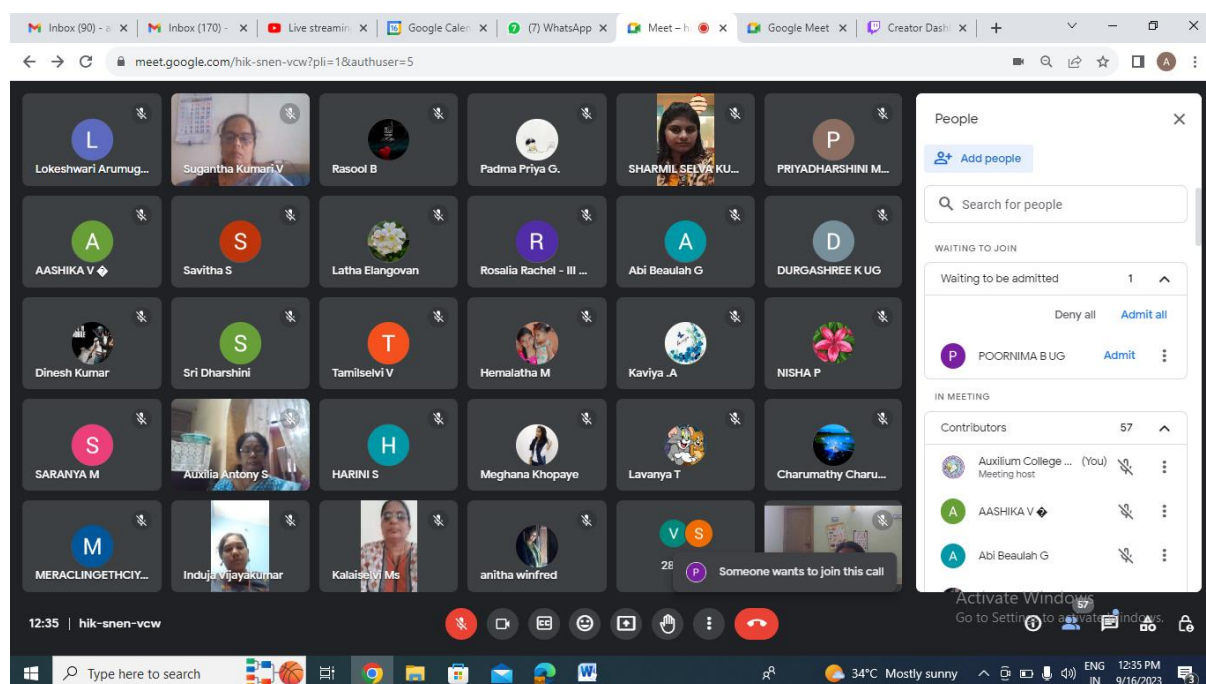 Inbox (90) - a
Inbox (170) -
Live streamin
Google Calen
(7) WhatsApp
Meet – h
Google Meet
Creator Dash
meet.google.com/hik-snen-vcw?pli=1&authuser=5
A
L
Lokeshwari Arumug...
Sugantha Kumari V
Rasool B
Padma Priya G.
SHARMIL SELVA KU...
P
PRIYADHARSHINI M...
A
AASHIKA V �
S
Savitha S
Latha Elangovan
R
Rosalia Rachel - III ...
A
Abi Beaulah G
D
DURGASHREE K UG
Dinesh Kumar
S
Sri Dharshini
T
Tamilselvi V
Hemalatha M
Kaviya .A
NISHA P
S
SARANYA M
Auxilia Antony S
H
HARINI S
Meghana Khopaye
Lavanya T
Charumathy Charu...
M
MERACLINGETHCIY...
Induja Vijayakumar
Kalaiselvi Ms
anitha winfred
V S
28
P Someone wants to join this call
People
Add people
Search for people
WAITING TO JOIN
Waiting to be admitted 1
Deny all Admit all
P POORNIMA B UG Admit
IN MEETING
Contributors 57
Auxilium College ... (You)
Meeting host
A AASHIKA V �
A Abi Beaulah G
Activate Windows
Go to Settings to activate Windows.
57
12:35 | hik-snen-vcw
Type here to search
34°C Mostly sunny
ENG
IN
12:35 PM
9/16/2023
3